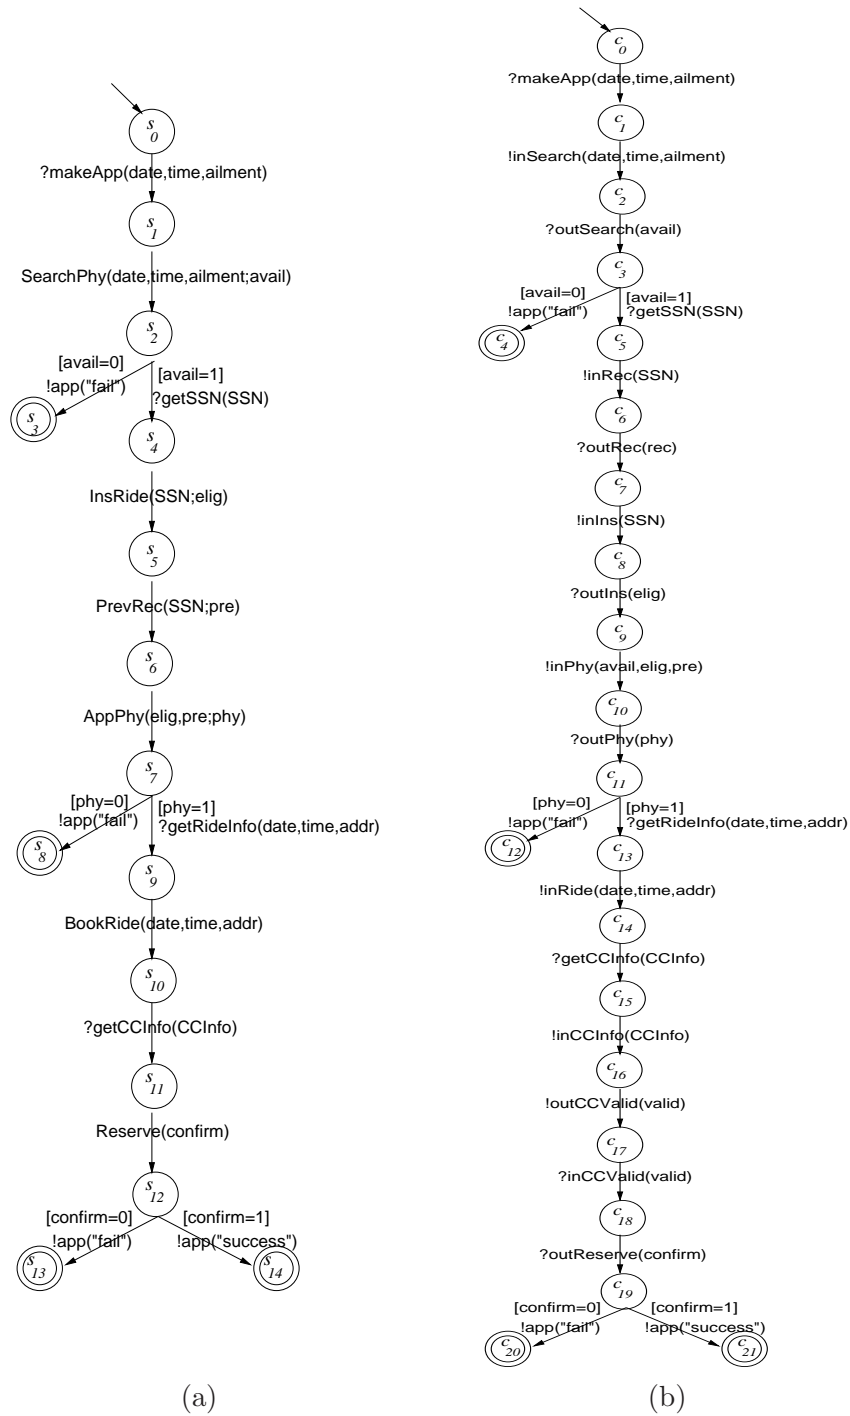 s0
?makeApp(date,time,ailment)
s1
SearchPhy(date,time,ailment;avail)
s2
[avail=0]
!app("fail")
[avail=1]
?getSSN(SSN)
s3
s4
InsRide(SSN;elig)
s5
PrevRec(SSN;pre)
s6
AppPhy(elig,pre;phy)
s7
[phy=0]
!app("fail")
[phy=1]
?getRideInfo(date,time,addr)
s8
s9
BookRide(date,time,addr)
s10
?getCCInfo(CCInfo)
s11
Reserve(confirm)
s12
[confirm=0]
!app("fail")
[confirm=1]
!app("success")
s13
s14
(a)
c0
?makeApp(date,time,ailment)
c1
!inSearch(date,time,ailment)
c2
?outSearch(avail)
c3
[avail=0]
!app("fail")
[avail=1]
?getSSN(SSN)
c4
c5
!inRec(SSN)
c6
?outRec(rec)
c7
!inIns(SSN)
c8
?outIns(elig)
c9
!inPhy(avail,elig,pre)
c10
?outPhy(phy)
c11
[phy=0]
!app("fail")
[phy=1]
?getRideInfo(date,time,addr)
c12
c13
!inRide(date,time,addr)
c14
?getCCInfo(CCInfo)
c15
!inCCInfo(CCInfo)
c16
!outCCValid(valid)
c17
?inCCValid(valid)
c18
?outReserve(confirm)
c19
[confirm=0]
!app("fail")
[confirm=1]
!app("success")
c20
c21
(b)